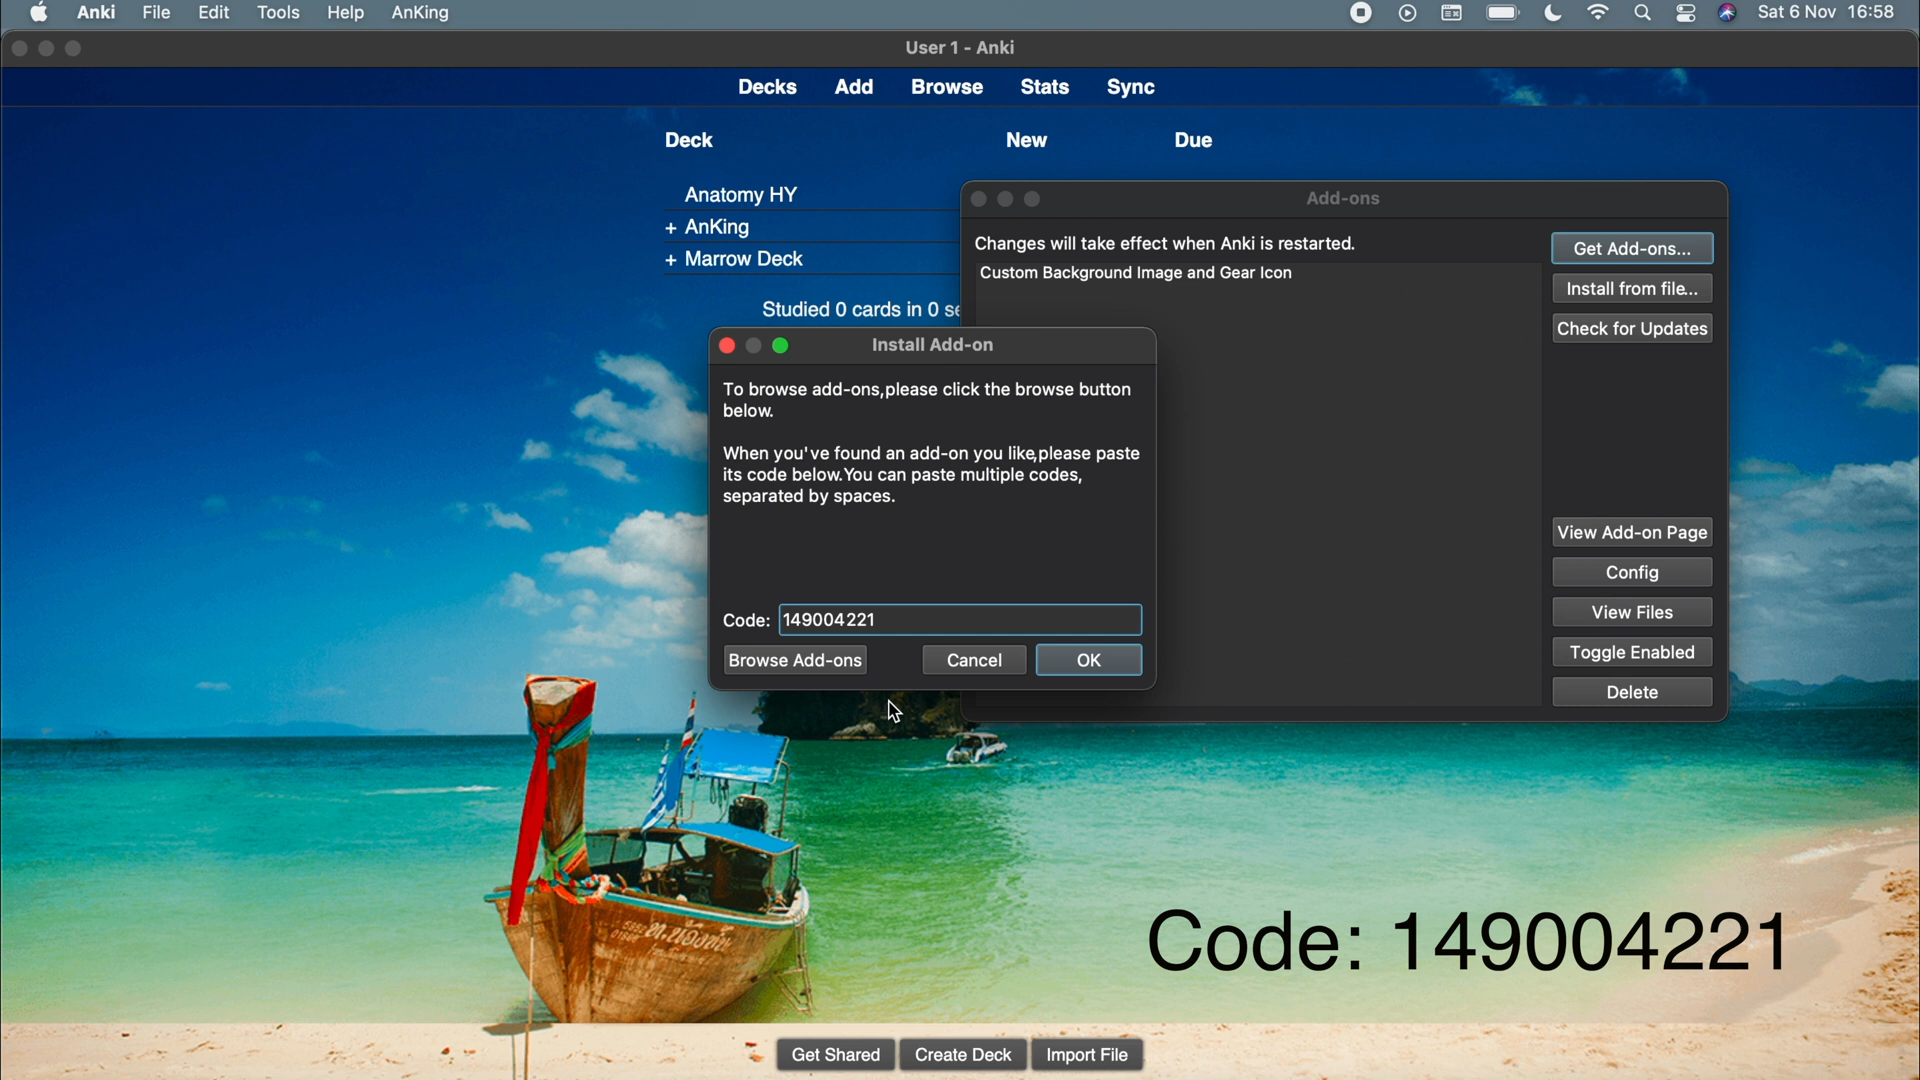 Anki File Edit Tools Help AnKing Sat 6 Nov 16:58
User 1 - Anki
Decks Add Browse Stats Sync
Deck New Due
Anatomy HY
+ AnKing
+ Marrow Deck
Studied 0 cards in 0 se
Add-ons
Changes will take effect when Anki is restarted.
Custom Background Image and Gear Icon
Get Add-ons...
Install from file...
Check for Updates
View Add-on Page
Config
View Files
Toggle Enabled
Delete
Install Add-on
To browse add-ons,please click the browse button
below.
When you've found an add-on you like,please paste
its code below.You can paste multiple codes,
separated by spaces.
Code: 149004221
Browse Add-ons Cancel OK
Code: 149004221
Get Shared Create Deck Import File